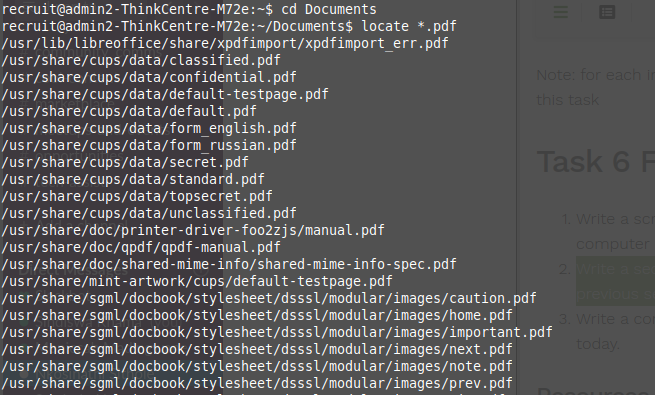 recruit@admin2-ThinkCentre-M72e:~$ cd Documents
recruit@admin2-ThinkCentre-M72e:~/Documents$ locate *.pdf
/usr/lib/libreoffice/share/xpdfimport/xpdfimport_err.pdf
/usr/share/cups/data/classified.pdf
/usr/share/cups/data/confidential.pdf
/usr/share/cups/data/default-testpage.pdf
/usr/share/cups/data/default.pdf
/usr/share/cups/data/form_english.pdf
/usr/share/cups/data/form_russian.pdf
/usr/share/cups/data/secret.pdf
/usr/share/cups/data/standard.pdf
/usr/share/cups/data/topsecret.pdf
/usr/share/cups/data/unclassified.pdf
/usr/share/doc/printer-driver-foo2zjs/manual.pdf
/usr/share/doc/qpdf/qpdf-manual.pdf
/usr/share/doc/shared-mime-info/shared-mime-info-spec.pdf
/usr/share/mint-artwork/cups/default-testpage.pdf
/usr/share/sgml/docbook/stylesheet/dsssl/modular/images/caution.pdf
/usr/share/sgml/docbook/stylesheet/dsssl/modular/images/home.pdf
/usr/share/sgml/docbook/stylesheet/dsssl/modular/images/important.pdf
/usr/share/sgml/docbook/stylesheet/dsssl/modular/images/next.pdf
/usr/share/sgml/docbook/stylesheet/dsssl/modular/images/note.pdf
/usr/share/sgml/docbook/stylesheet/dsssl/modular/images/prev.pdf
Note: for each
this task
Task 6
1. Write a
computer
2. Write a
previous
3. Write a
today.